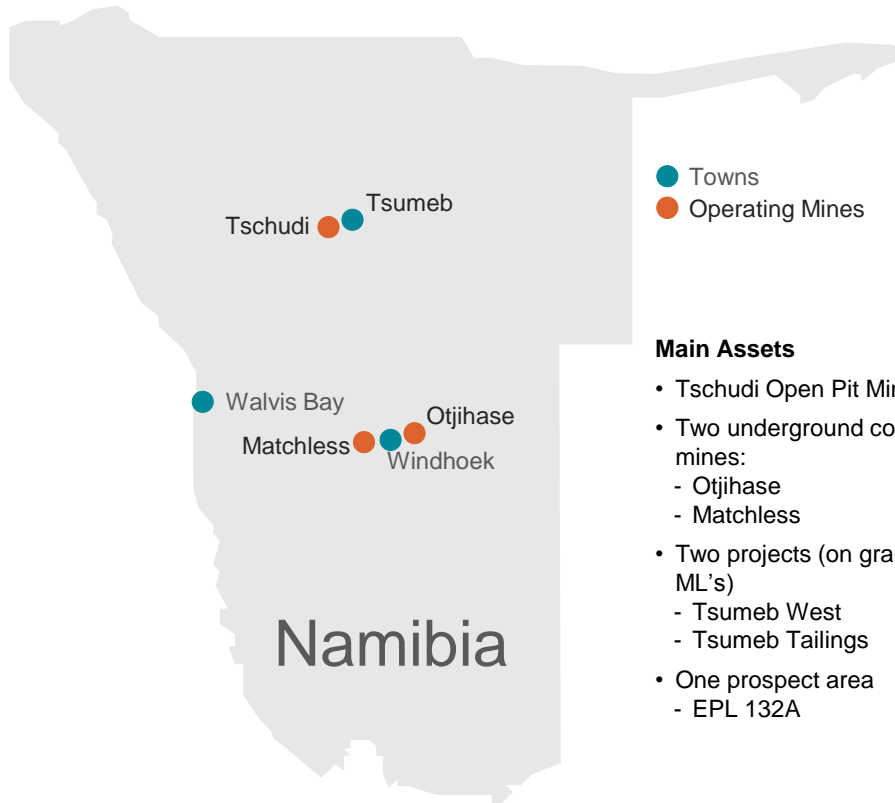 Tsumeb
Tschudi
Towns
Operating Mines
Walvis Bay
Otjihase
Matchless
Windhoek
Namibia
Main Assets
• Tschudi Open Pit
• Two underground
mines:
- Otjihase
- Matchless
• Two projects (on
ML's)
- Tsumeb West
- Tsumeb Tailings
• One prospect area
- EPL 132A